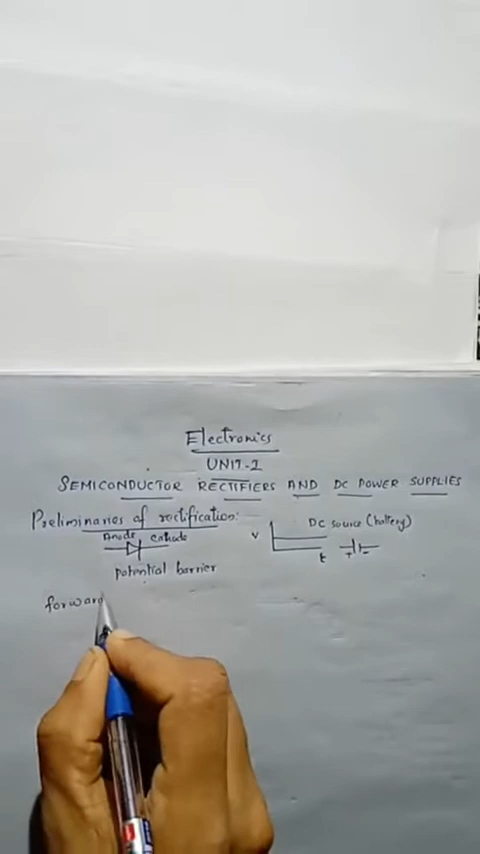 Electronics
UNIT-2
SEMICONDUCTOR RECTIFIERS AND DC POWER SUPPLIES
Preliminaries of rectification:
Anode cathode
V DC source (battery)
t + -
potential barrier
forward